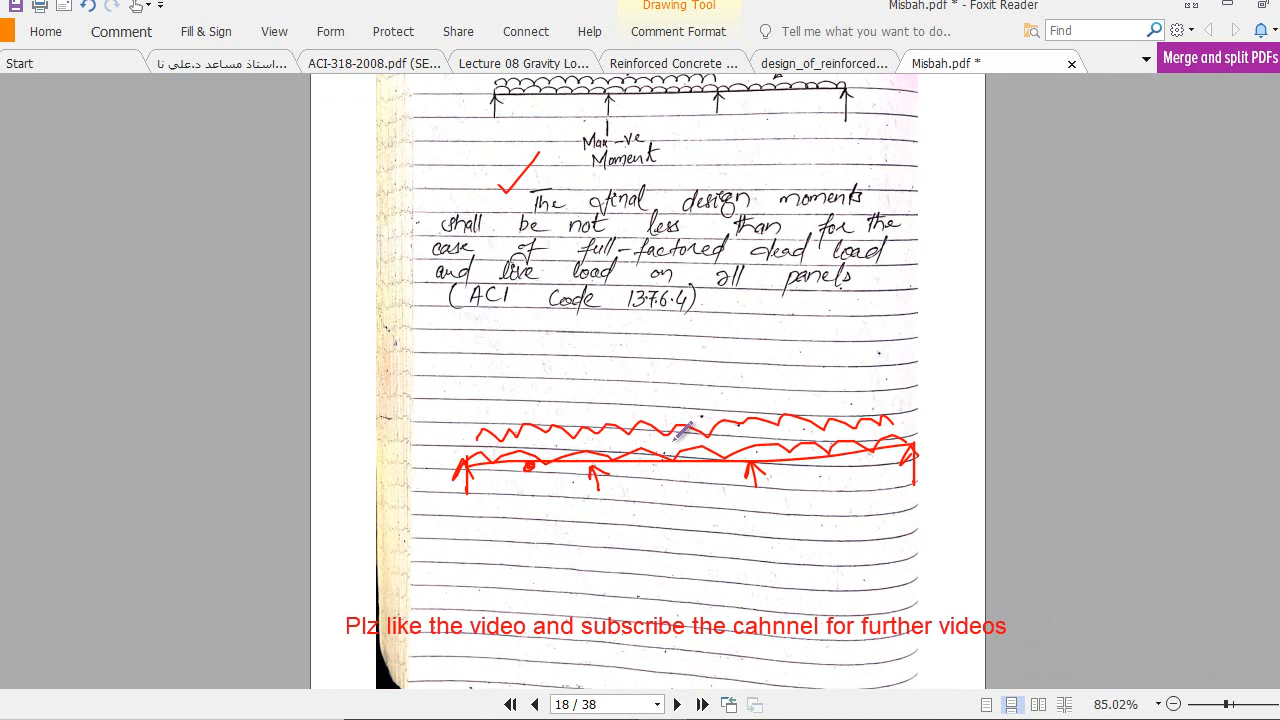 Drawing Tool
Misbah.pdf * - Foxit Reader
Home Comment Fill & Sign View Form Protect Share Connect Help Comment Format Tell me what you want to do.. Find
Start استاذ مساعد د.علي نا... ACI-318-2008.pdf (SE... Lecture 08 Gravity Lo... Reinforced Concrete ... design_of_reinforced... Misbah.pdf * Merge and split PDFs
Max -ve
Moment
The final design moments
shall be not less than for the
case of full-factored dead load
and live load on all panels.
(ACI Code 13.7.6.4)
Plz like the video and subscribe the cahnnel for further videos
18 / 38 85.02%